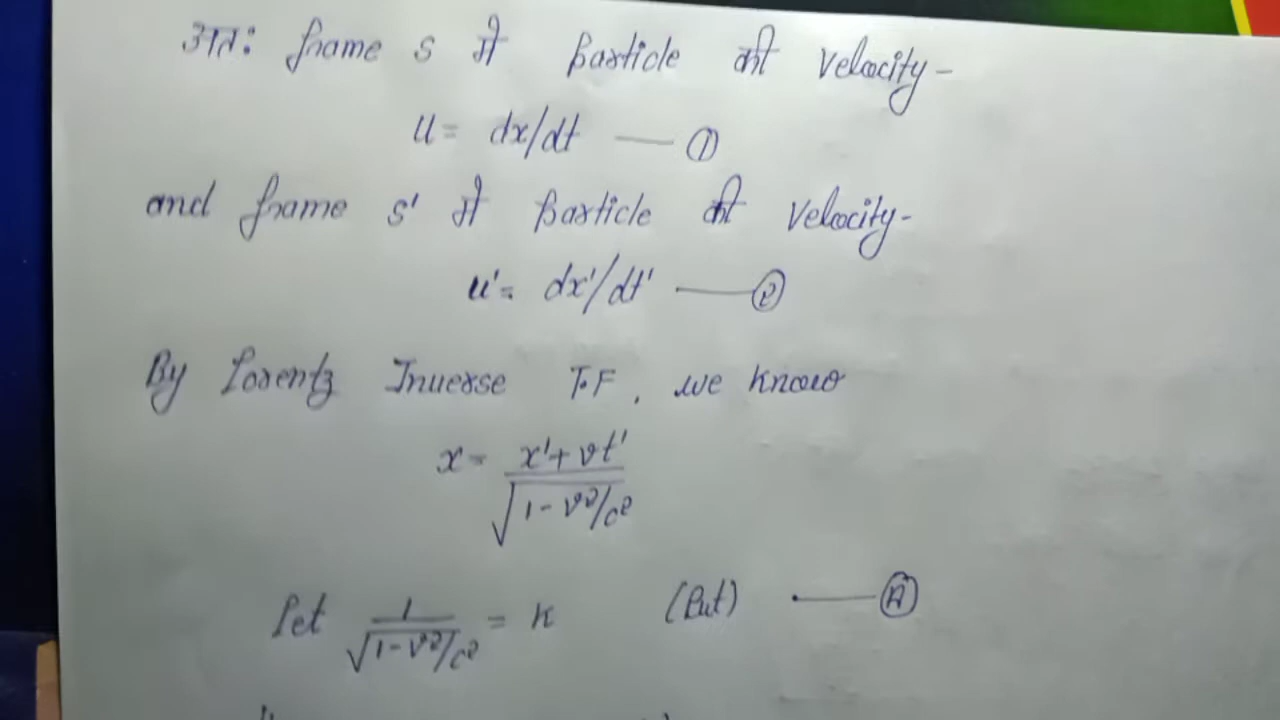 अतः frame S में Particle की Velocity-
u = dx/dt — ①
and frame S' में Particle की Velocity-
u' = dx'/dt' — ②
By Lorentz Inverse T.F, we know
x = x' + vt' / √1 - v²/c²
Let 1/√1 - v²/c² = K (Put) — Ⓐ